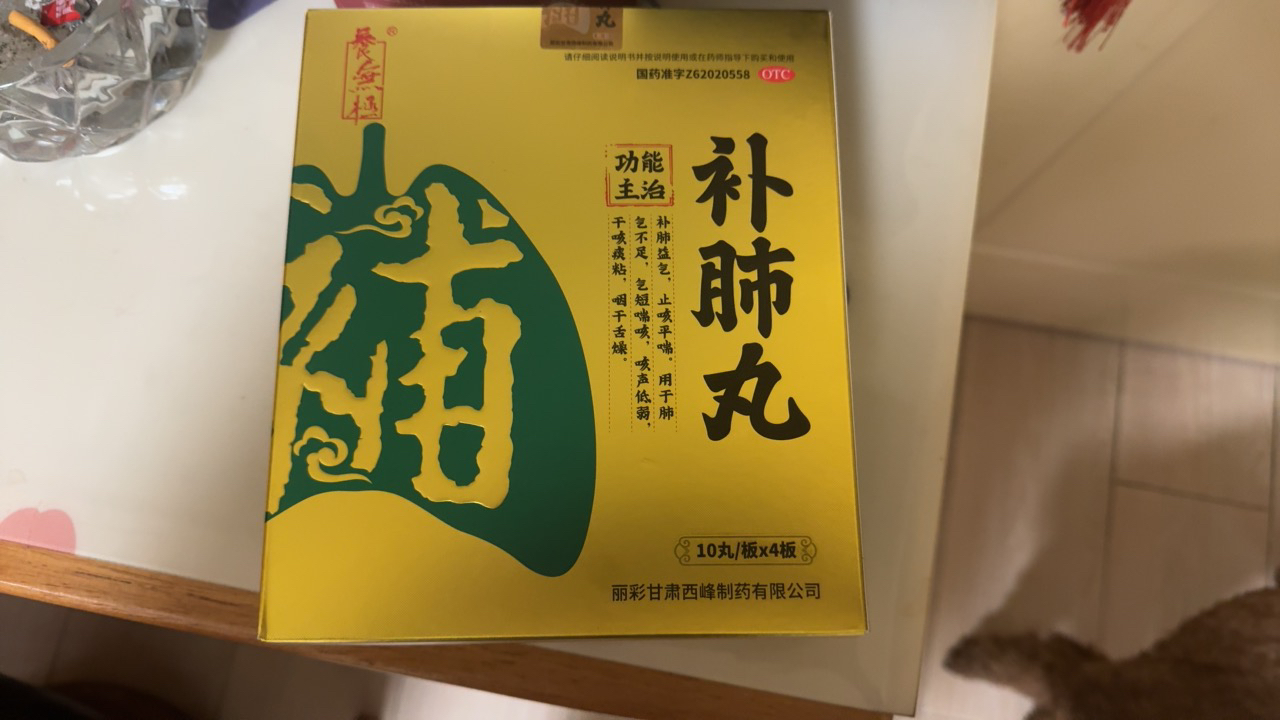 丸
请仔细阅读说明书并按说明使用或在药师指导下购买和使用
国药准字Z62020558 OTC
養無極®
补肺丸
功能
主治
补肺益气，止咳平喘。用于肺
气不足，气短喘咳，咳声低弱，
干咳痰粘，咽干舌燥。
肺
10丸/板x4板
丽彩甘肃西峰制药有限公司